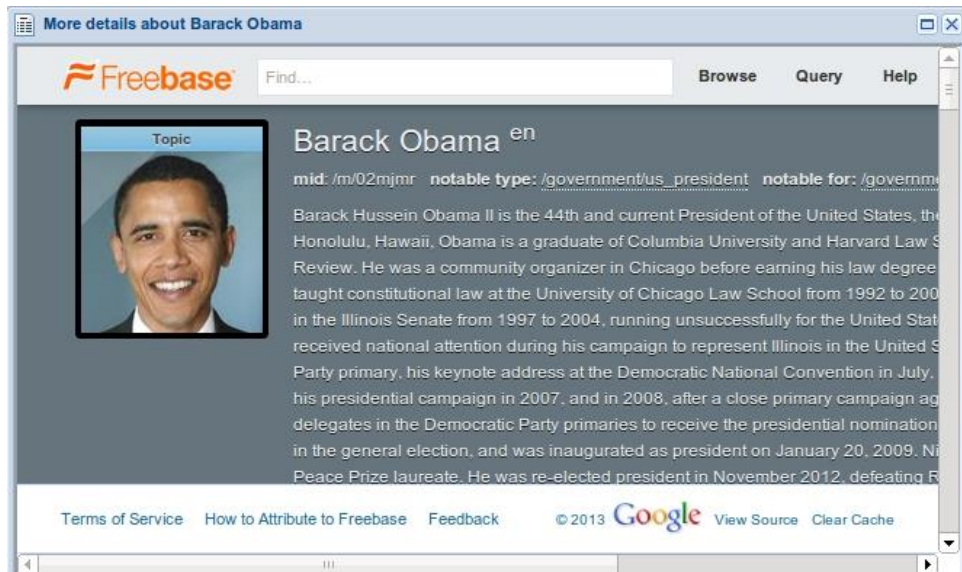 More details about Barack Obama
Freebase Find... Browse Query Help
Topic
Barack Obama en
mid: /m/02mjmr notable type: /government/us_president notable for: /governme
Barack Hussein Obama II is the 44th and current President of the United States, the
Honolulu, Hawaii, Obama is a graduate of Columbia University and Harvard Law S
Review. He was a community organizer in Chicago before earning his law degree
taught constitutional law at the University of Chicago Law School from 1992 to 200
in the Illinois Senate from 1997 to 2004, running unsuccessfully for the United Stat
received national attention during his campaign to represent Illinois in the United S
Party primary, his keynote address at the Democratic National Convention in July,
his presidential campaign in 2007, and in 2008, after a close primary campaign ag
delegates in the Democratic Party primaries to receive the presidential nomination
in the general election, and was inaugurated as president on January 20, 2009. Ni
Peace Prize laureate. He was re-elected president in November 2012, defeating R
Terms of Service How to Attribute to Freebase Feedback © 2013 Google View Source Clear Cache